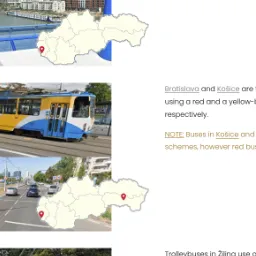 Bratislava and Košice are
using a red and a yellow-
respectively.
NOTE: Buses in Košice and
schemes, however red
Trolleybuses in Žilina use